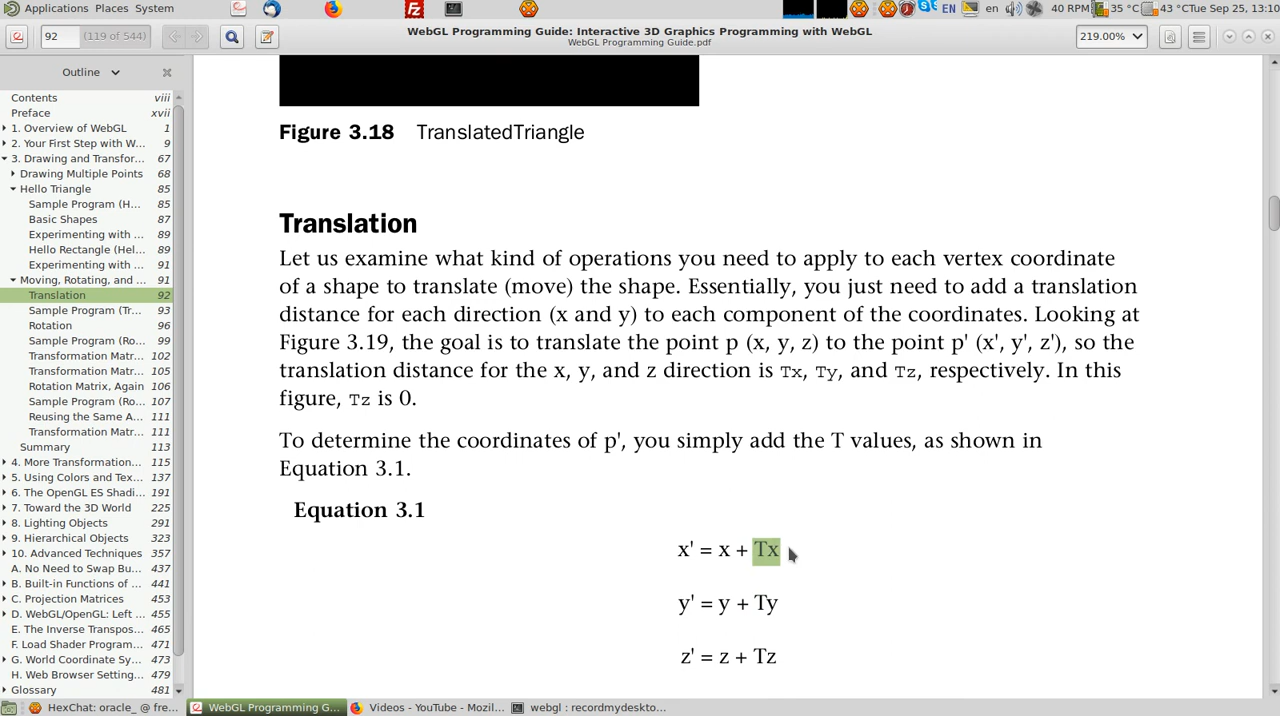 Applications Places System
EN
en
40 RPM
35 °C
43 °C
Tue Sep 25, 13:10
92
(119 of 544)
WebGL Programming Guide: Interactive 3D Graphics Programming with WebGL
WebGL Programming Guide.pdf
219.00%
Outline
Contents viii
Preface xvii
1. Overview of WebGL 1
2. Your First Step with W... 9
3. Drawing and Transfor... 67
Drawing Multiple Points 68
Hello Triangle 85
Sample Program (H... 85
Basic Shapes 87
Experimenting with ... 89
Hello Rectangle (Hel... 89
Experimenting with ... 91
Moving, Rotating, and ... 91
Translation 92
Sample Program (Tr... 93
Rotation 96
Sample Program (Ro... 99
Transformation Matr... 102
Transformation Matr... 105
Rotation Matrix, Again 106
Sample Program (Ro... 107
Reusing the Same A... 111
Transformation Matr... 111
Summary 113
4. More Transformation... 115
5. Using Colors and Tex... 137
6. The OpenGL ES Shadi... 191
7. Toward the 3D World 225
8. Lighting Objects 291
9. Hierarchical Objects 323
10. Advanced Techniques 357
A. No Need to Swap Bu... 437
B. Built-in Functions of ... 441
C. Projection Matrices 453
D. WebGL/OpenGL: Left ... 455
E. The Inverse Transpos... 465
F. Load Shader Program... 471
G. World Coordinate Sy... 473
H. Web Browser Setting... 479
Glossary 481
Figure 3.18 TranslatedTriangle
Translation
Let us examine what kind of operations you need to apply to each vertex coordinate
of a shape to translate (move) the shape. Essentially, you just need to add a translation
distance for each direction (x and y) to each component of the coordinates. Looking at
Figure 3.19, the goal is to translate the point p (x, y, z) to the point p' (x', y', z'), so the
translation distance for the x, y, and z direction is Tx, Ty, and Tz, respectively. In this
figure, Tz is 0.
To determine the coordinates of p', you simply add the T values, as shown in
Equation 3.1.
Equation 3.1
x' = x + Tx
y' = y + Ty
z' = z + Tz
HexChat: oracle_ @ fre...
WebGL Programming G...
Videos - YouTube - Mozil...
webgl : recordmydeskto...